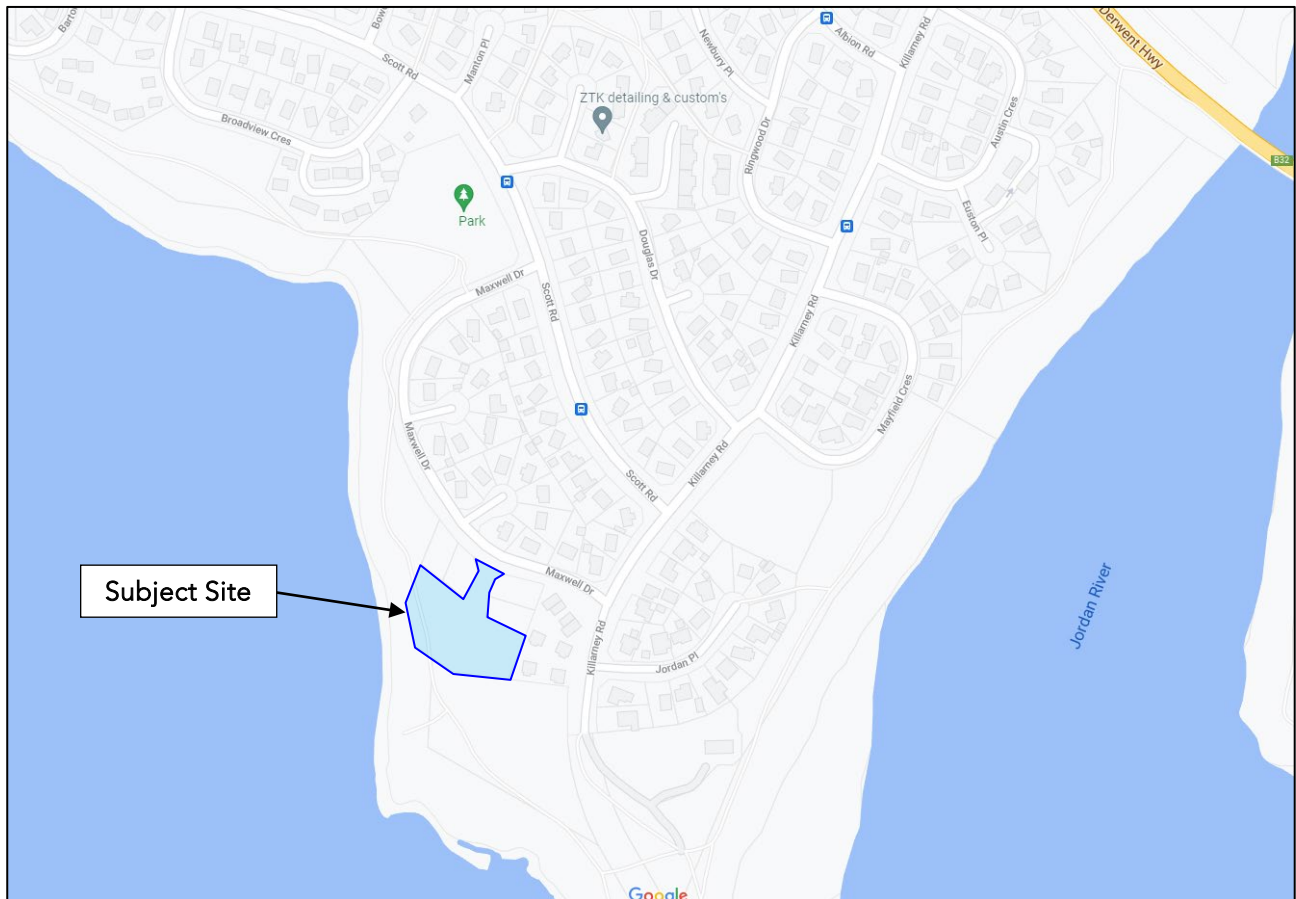 Barto
Bow
Derwent Hwy
Scott Rd
Manton Pl
Newbury Pl
Albion Rd
Killarney Rd
ZTK detailing & custom's
Broadview Cres
Ringwood Dr
Austin Cres
B32
Park
Euston Pl
Douglas Dr
Maxwell Dr
Scott Rd
Killarney Rd
Mayfield Cres
Maxwell Dr
Scott Rd
Killarney Rd
Subject Site
Maxwell Dr
Jordan River
Killarney Rd
Jordan Pl
Google